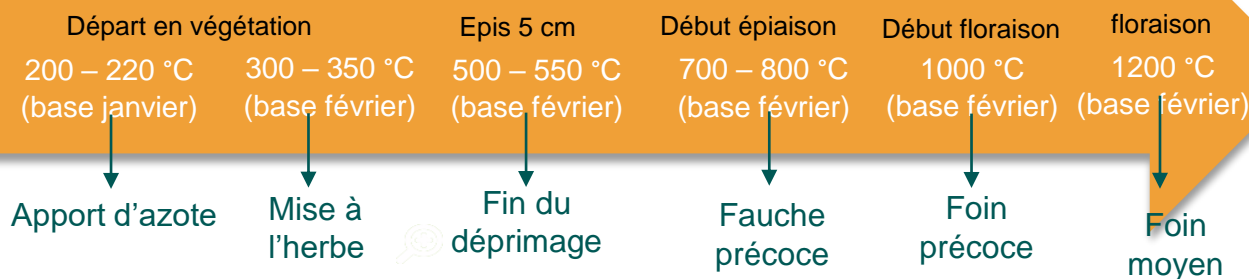 Départ en végétation
Epis 5 cm
Début épiaison
Début floraison
floraison
200 – 220 °C
(base janvier)
300 – 350 °C
(base février)
500 – 550 °C
(base février)
700 – 800 °C
(base février)
1000 °C
(base février)
1200 °C
(base février)
Apport d’azote
Mise à
l’herbe
Fin du
déprimage
Fauche
précoce
Foin
précoce
Foin
moyen